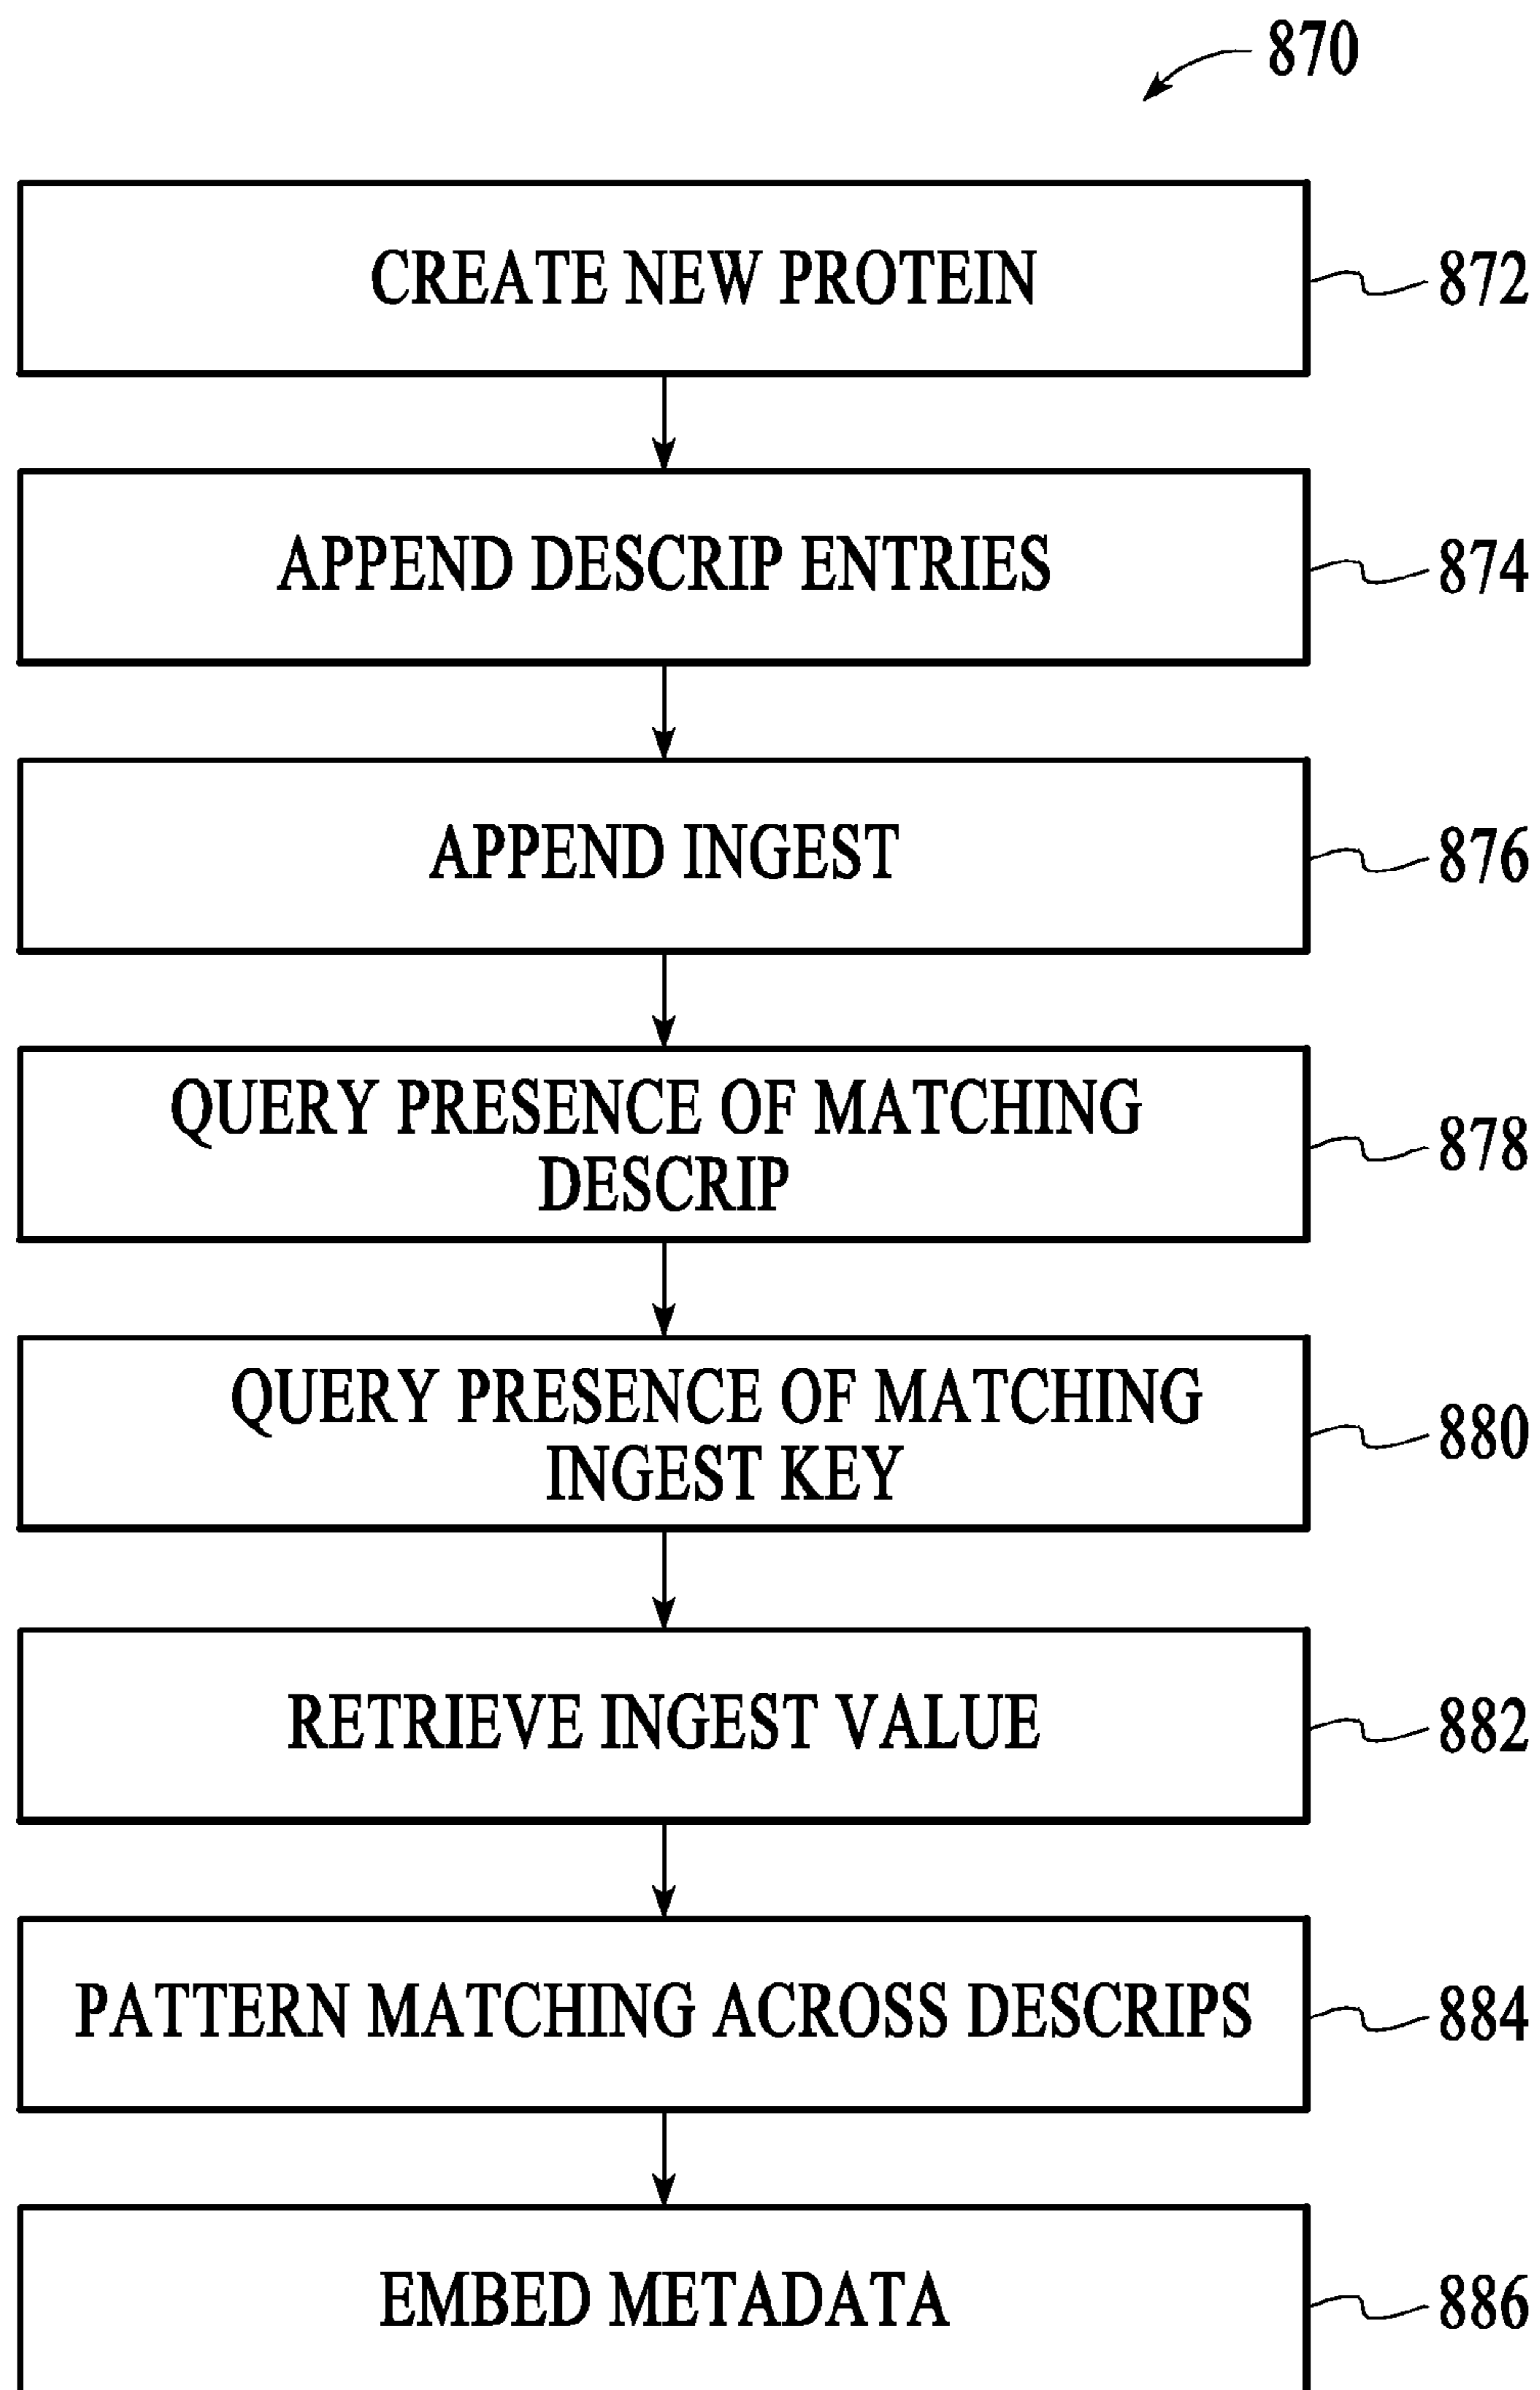 870
CREATE NEW PROTEIN
872
APPEND DESCRIP ENTRIES
874
APPEND INGEST
876
QUERY PRESENCE OF MATCHING
DESCRIP
878
QUERY PRESENCE OF MATCHING
INGEST KEY
880
RETRIEVE INGEST VALUE
882
PATTERN MATCHING ACROSS DESCRIPS
884
EMBED METADATA
886